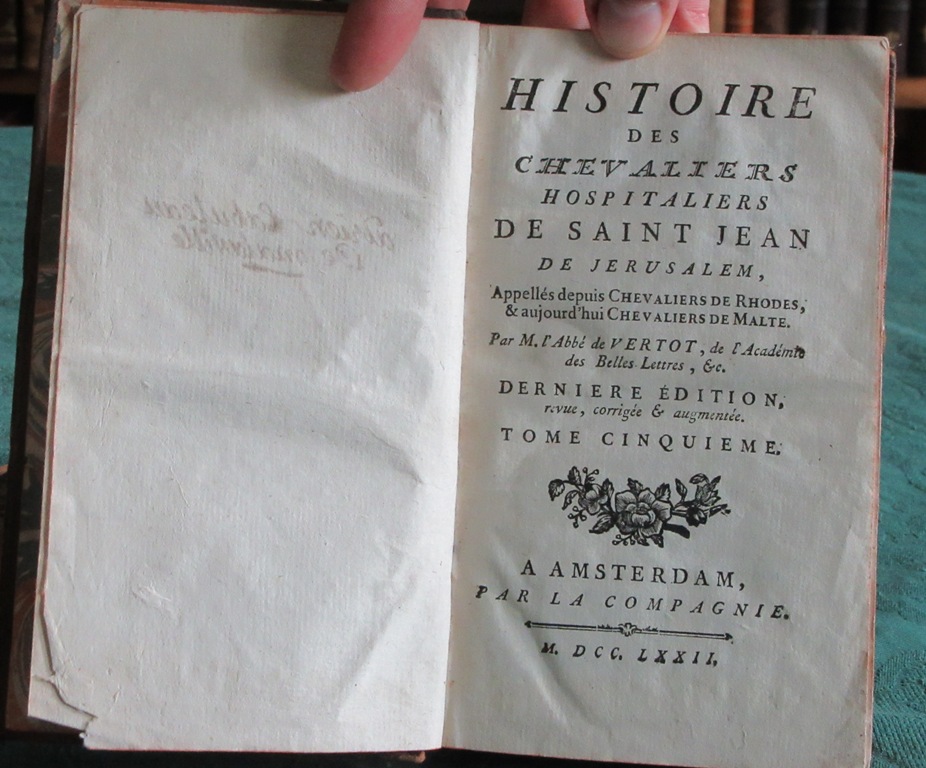 HISTOIRE
DES
CHEVALIERS
HOSPITALIERS
DE SAINT JEAN
DE JERUSALEM,
Appellés depuis CHEVALIERS DE RHODES,
& aujourd'hui CHEVALIERS DE MALTE.
Par M. l'Abbé de VERTOT, de l'Académie
des Belles Lettres, &c.
DERNIERE ÉDITION,
revue, corrigée & augmentée.
TOME CINQUIEME.
A AMSTERDAM,
PAR LA COMPAGNIE.
M. DCC. LXXII.